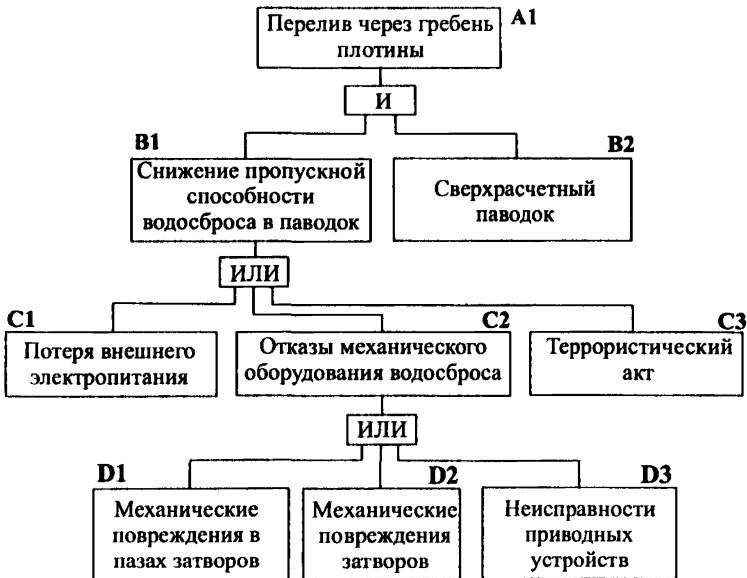 Перелив через гребень
плотины
A1
И
B1
B2
Снижение пропускной
способности
водосброса в паводок
Сверхрасчетный
паводок
ИЛИ
C1
C2
C3
Потеря внешнего
электропитания
Отказы механического
оборудования водосброса
Террористический
акт
ИЛИ
D1
D2
D3
Механические
повреждения в
пазах затворов
Механические
повреждения
затворов
Неисправности
приводных
устройств